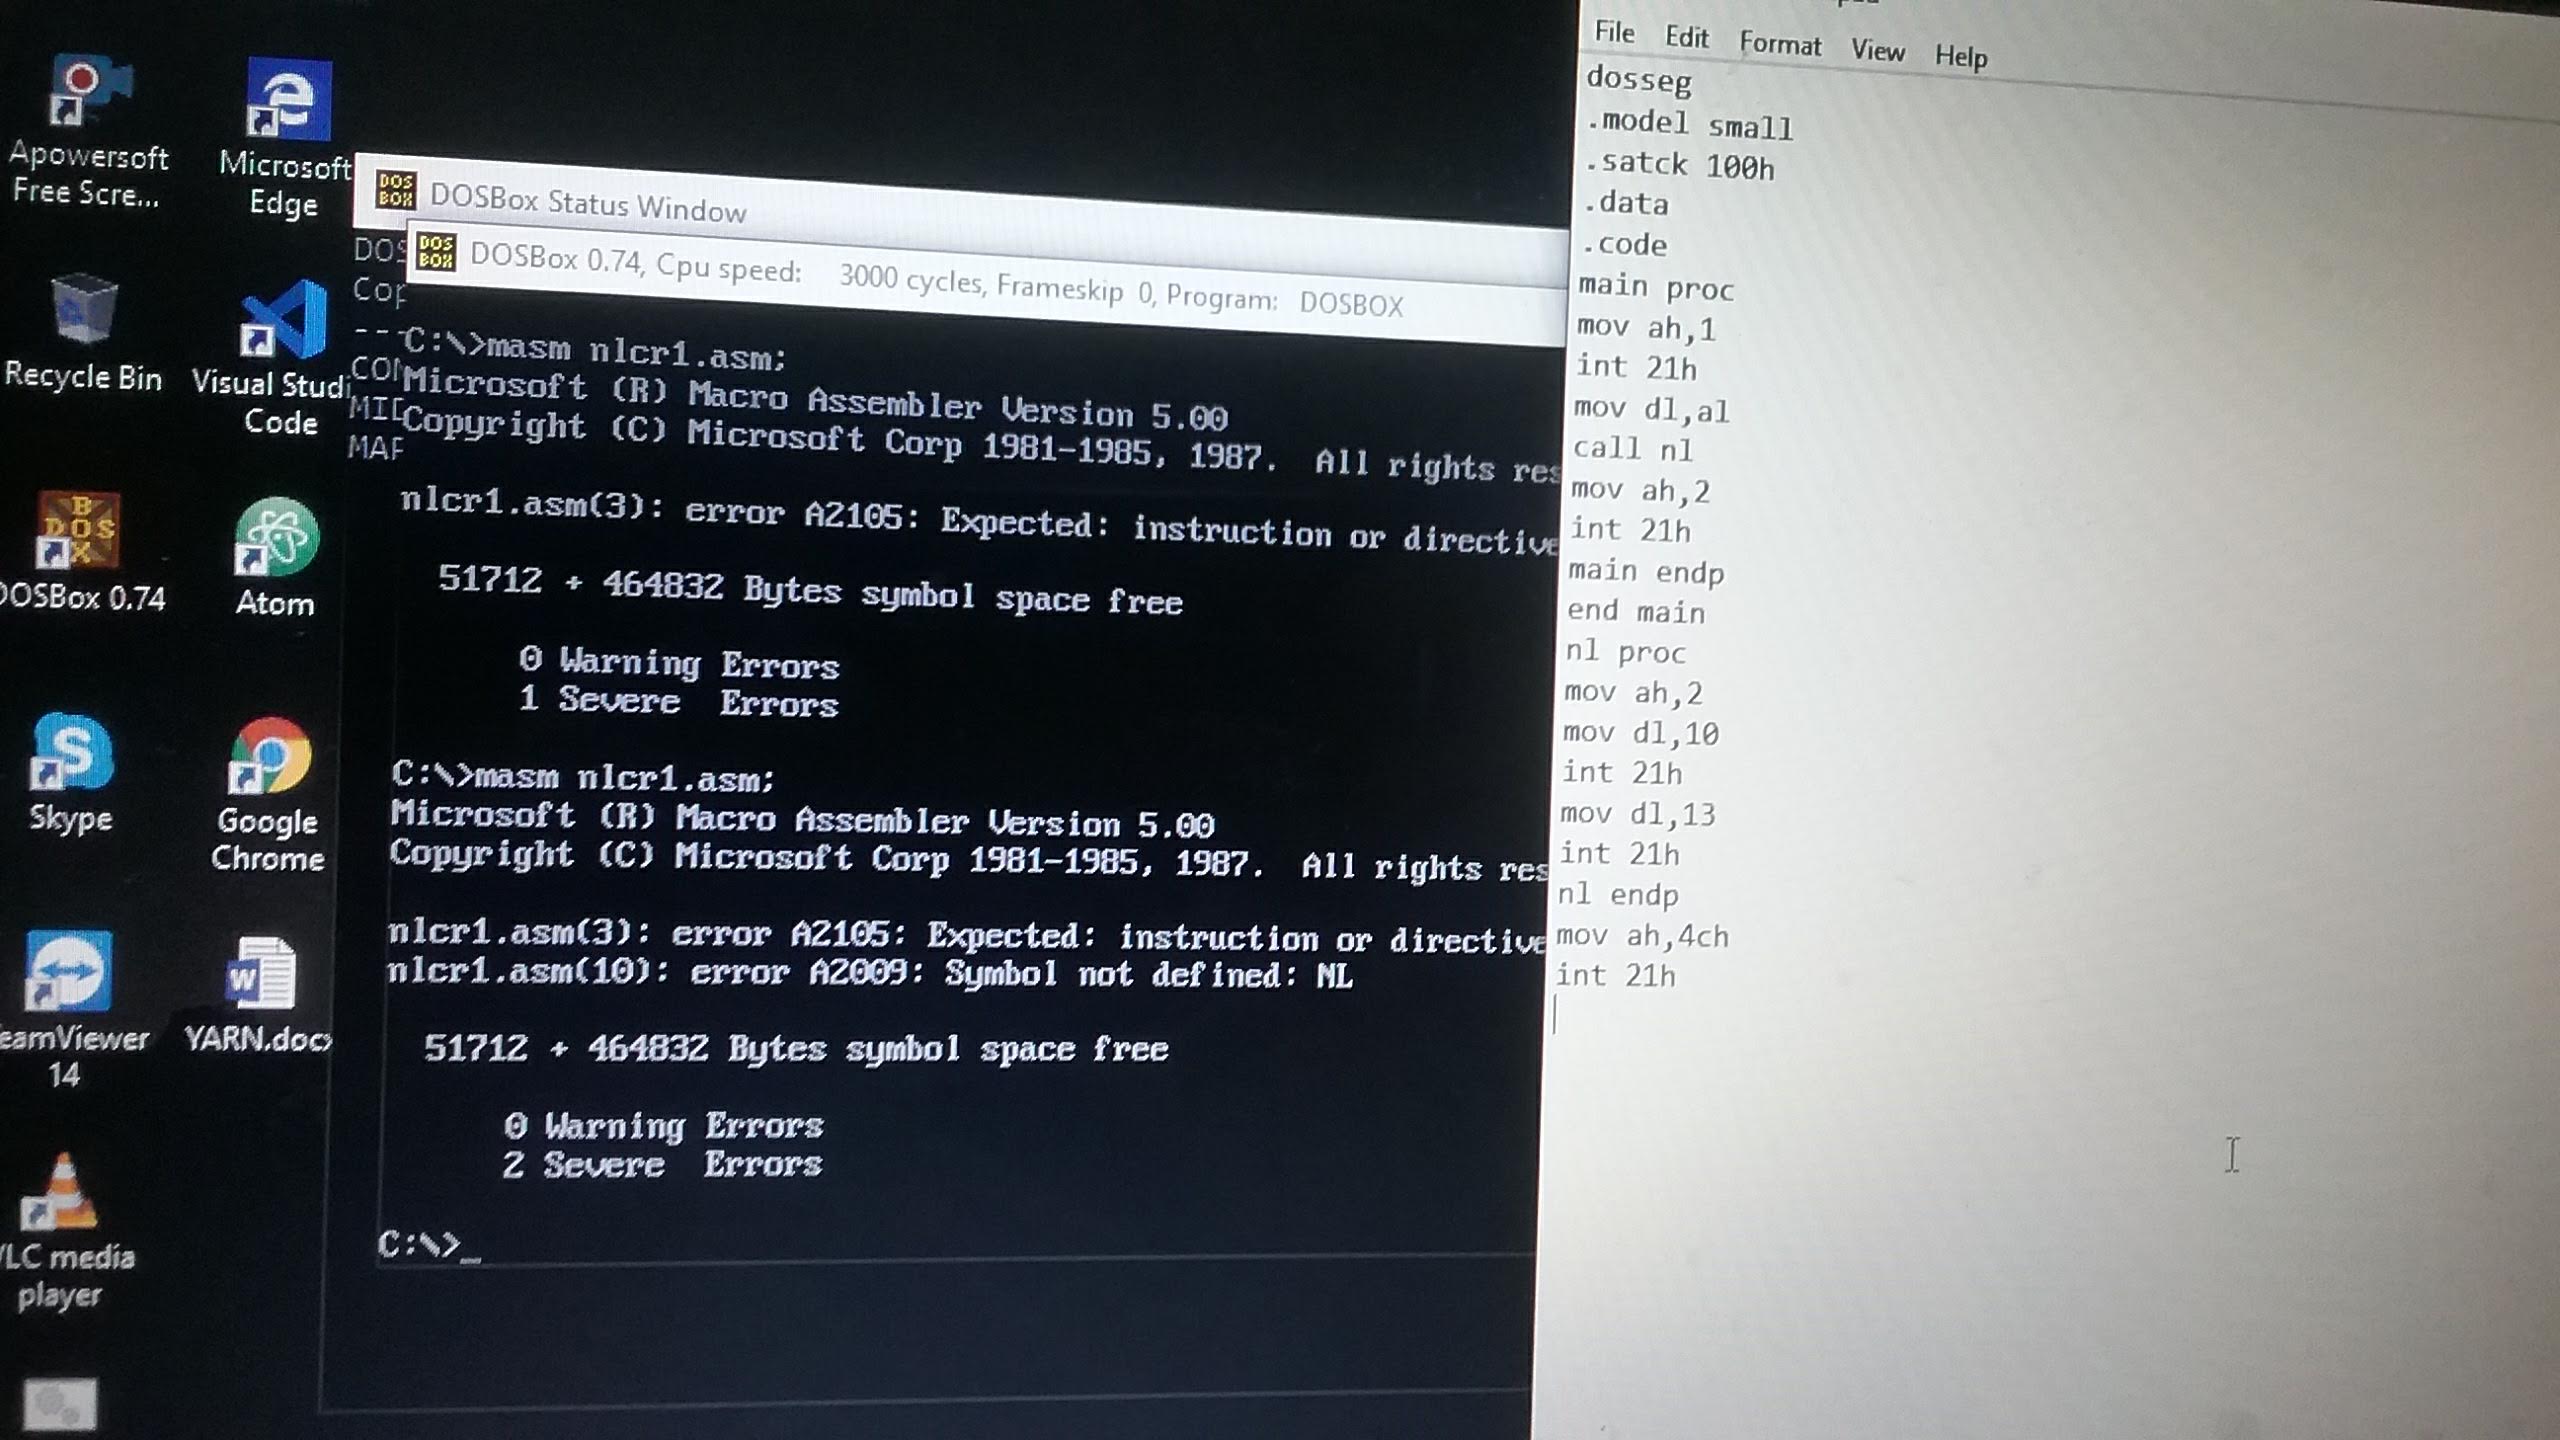 Apowersoft
Free Scre...
Microsoft
Edge
Recycle Bin
Visual Studi
Code
DOSBox 0.74
Atom
Skype
Google
Chrome
eamViewer
14
YARN.docx
VLC media
player
DOS BOX DOSBox Status Window
DOS
Cop
---
CON
MID
MAP
DOS BOX DOSBox 0.74, Cpu speed: 3000 cycles, Frameskip 0, Program: DOSBOX
C:\>masm nlcr1.asm;
Microsoft (R) Macro Assembler Version 5.00
Copyright (C) Microsoft Corp 1981-1985, 1987. All rights res
nlcr1.asm(3): error A2105: Expected: instruction or directive
51712 + 464832 Bytes symbol space free
0 Warning Errors
1 Severe Errors
C:\>masm nlcr1.asm;
Microsoft (R) Macro Assembler Version 5.00
Copyright (C) Microsoft Corp 1981-1985, 1987. All rights res
nlcr1.asm(3): error A2105: Expected: instruction or directive
nlcr1.asm(10): error A2009: Symbol not defined: NL
51712 + 464832 Bytes symbol space free
0 Warning Errors
2 Severe Errors
C:\>_
File Edit Format View Help
dosseg
.model small
.satck 100h
.data
.code
main proc
mov ah,1
int 21h
mov dl,al
call nl
mov ah,2
int 21h
main endp
end main
nl proc
mov ah,2
mov dl,10
int 21h
mov dl,13
int 21h
nl endp
mov ah,4ch
int 21h